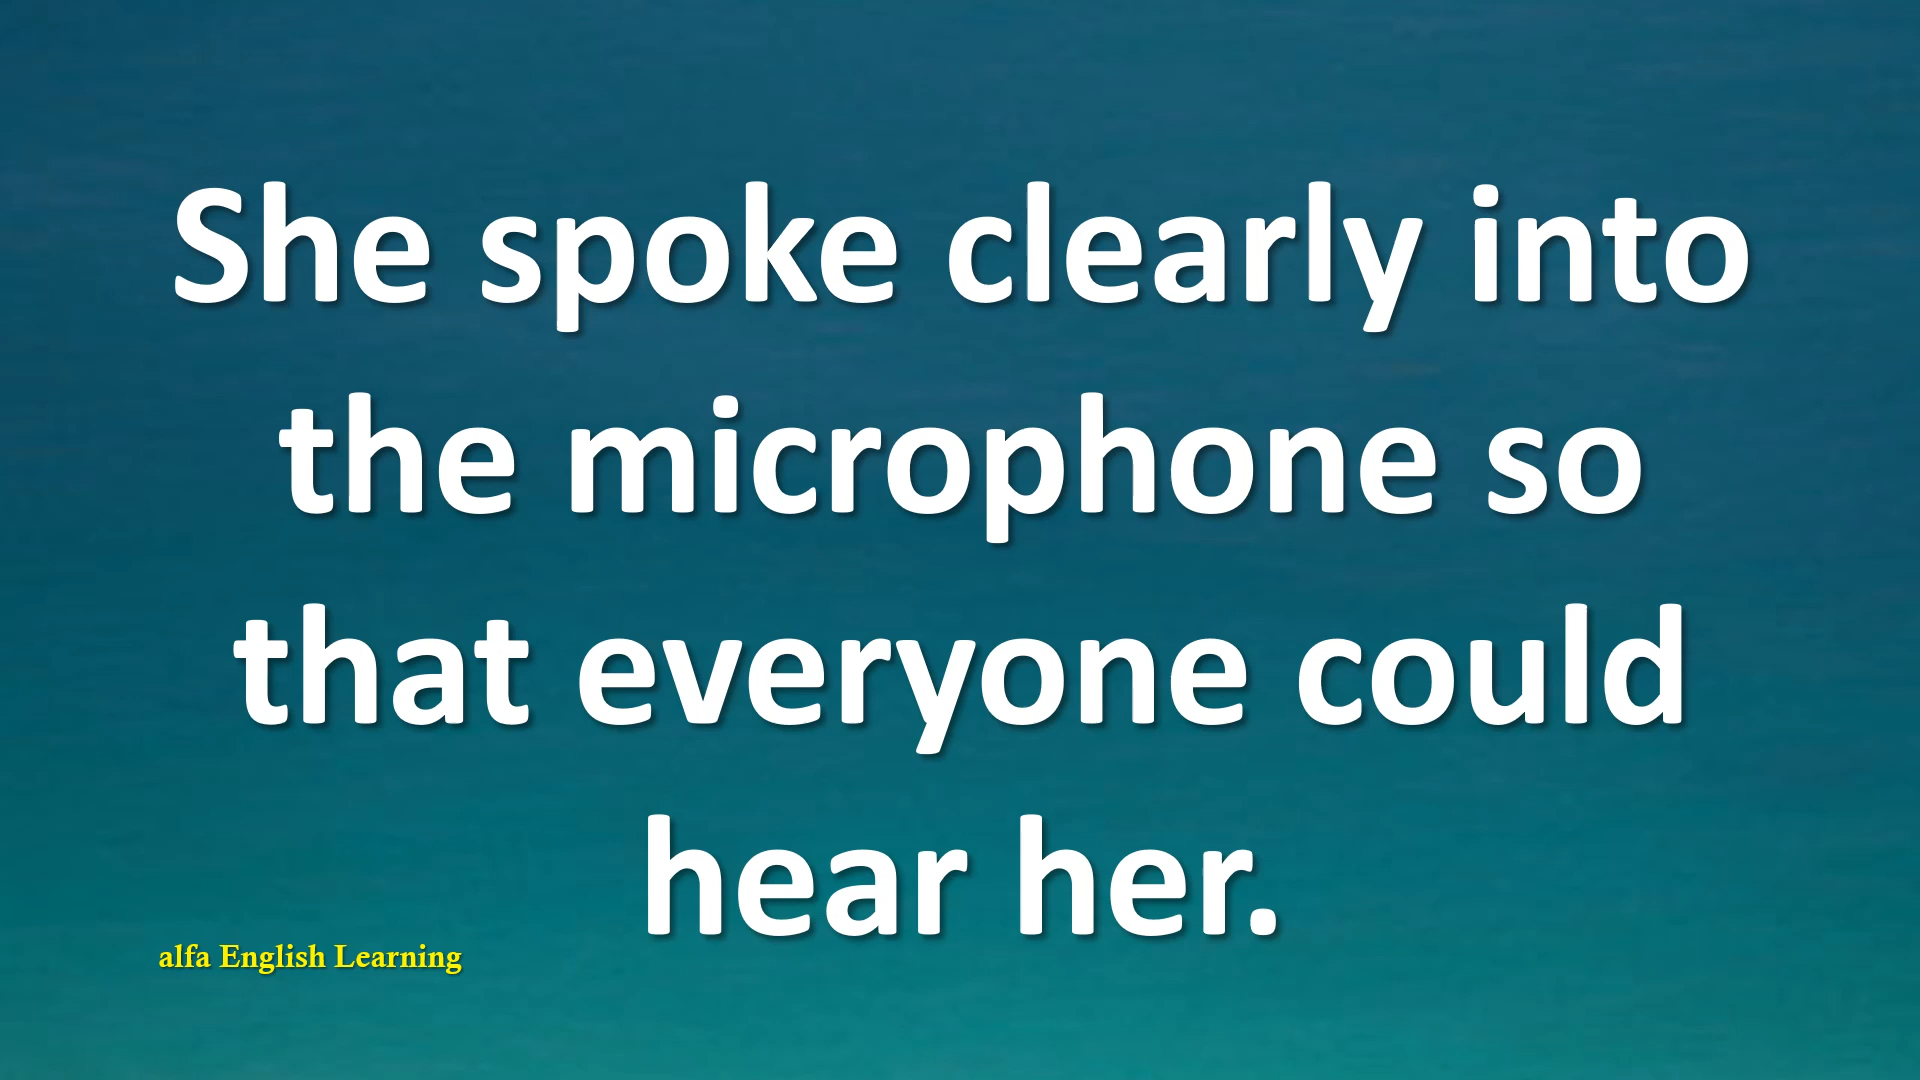 She spoke clearly into
the microphone so
that everyone could
hear her.
alfa English Learning